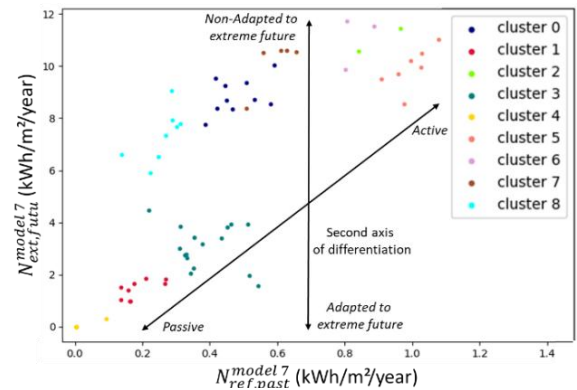 Non-Adapted to
extreme future
cluster 0
cluster 1
cluster 2
cluster 3
cluster 4
cluster 5
cluster 6
cluster 7
cluster 8
12
10
8
6
4
2
0
N^{model 7}_{ext,futu} (kWh/m²/year)
Active
Second axis
of differentiation
Passive
Adapted to
extreme future
0.0 0.2 0.4 0.6 0.8 1.0 1.2 1.4
N^{model 7}_{ref,past} (kWh/m²/year)